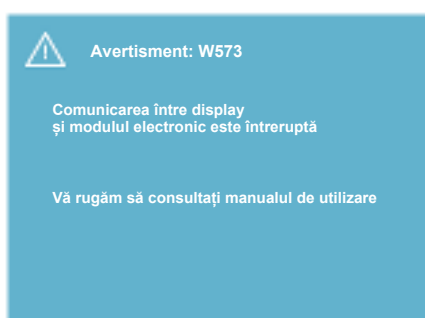 Avertisment: W573
Comunicarea între display
și modulul electronic este întreruptă
Vă rugăm să consultați manualul de utilizare